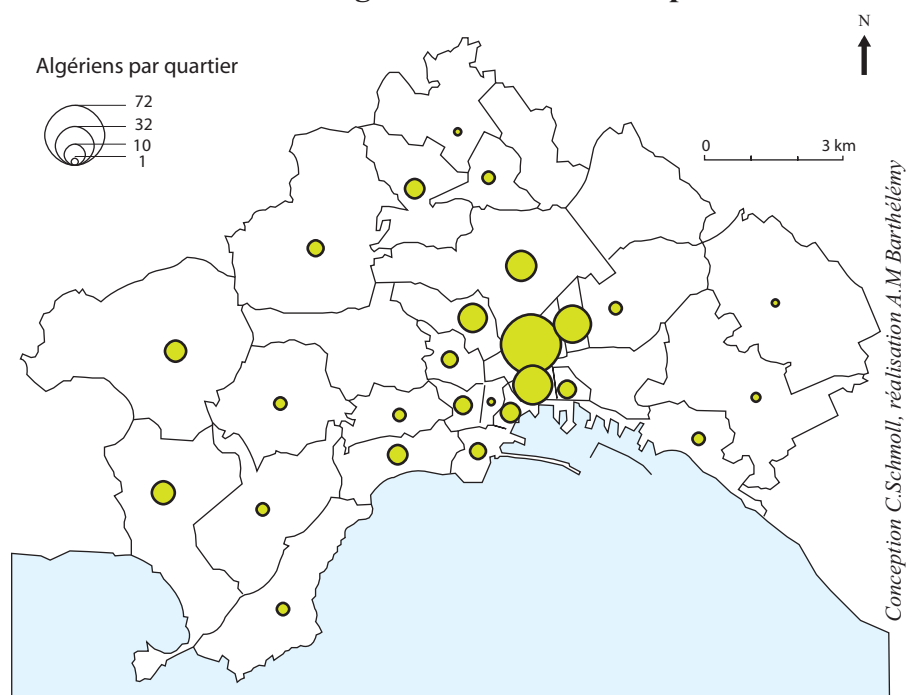 Algériens par quartier
72
32
10
1
N
0 3 km
Conception C.Schmoll, réalisation A.M Barthélémy